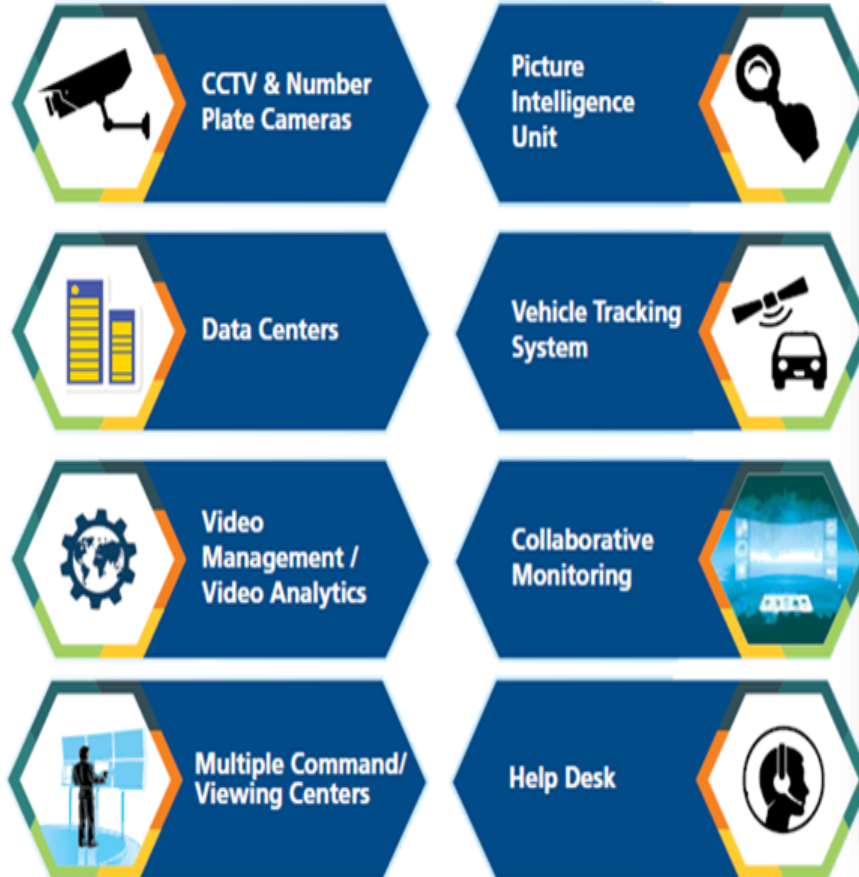 CCTV & Number
Plate Cameras
Picture
Intelligence
Unit
Data Centers
Vehicle Tracking
System
Video
Management /
Video Analytics
Collaborative
Monitoring
Multiple Command/
Viewing Centers
Help Desk